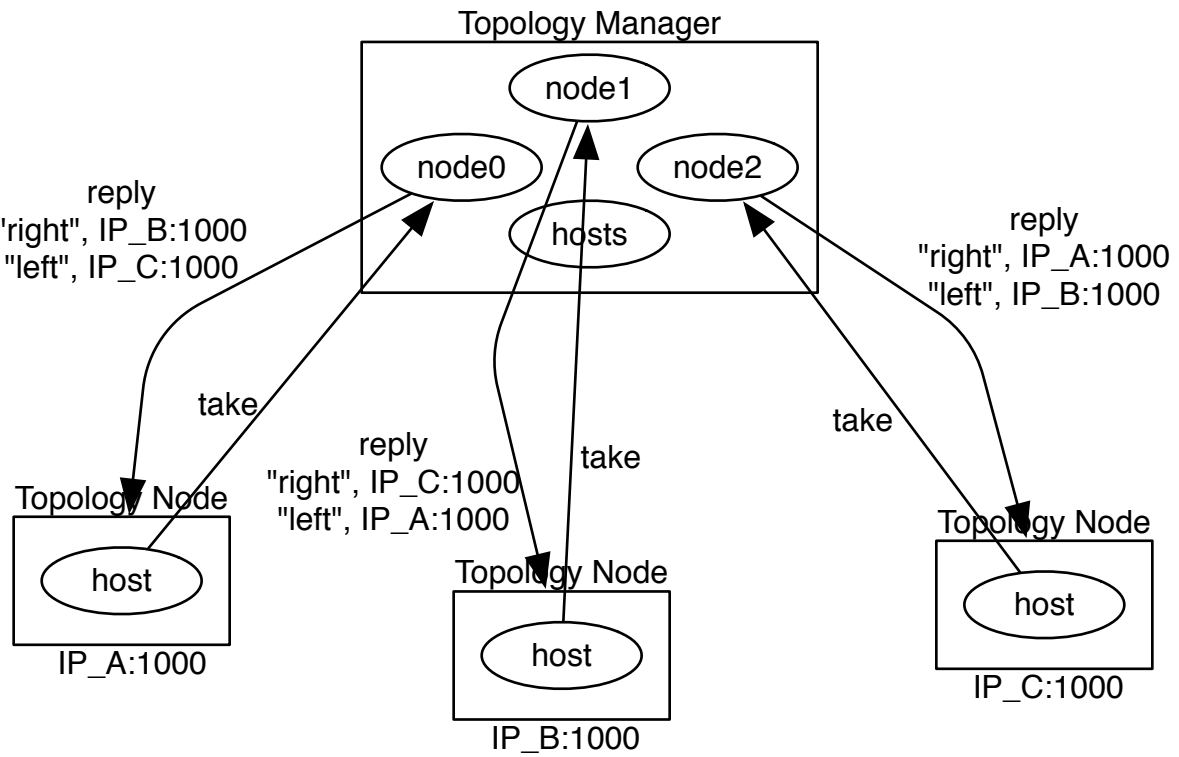 Topology Manager
node1
node0
node2
hosts
reply
"right", IP_B:1000
"left", IP_C:1000
reply
"right", IP_A:1000
"left", IP_B:1000
take
take
reply
"right", IP_C:1000
"left", IP_A:1000
take
Topology Node
host
IP_A:1000
Topology Node
host
IP_B:1000
Topology Node
host
IP_C:1000